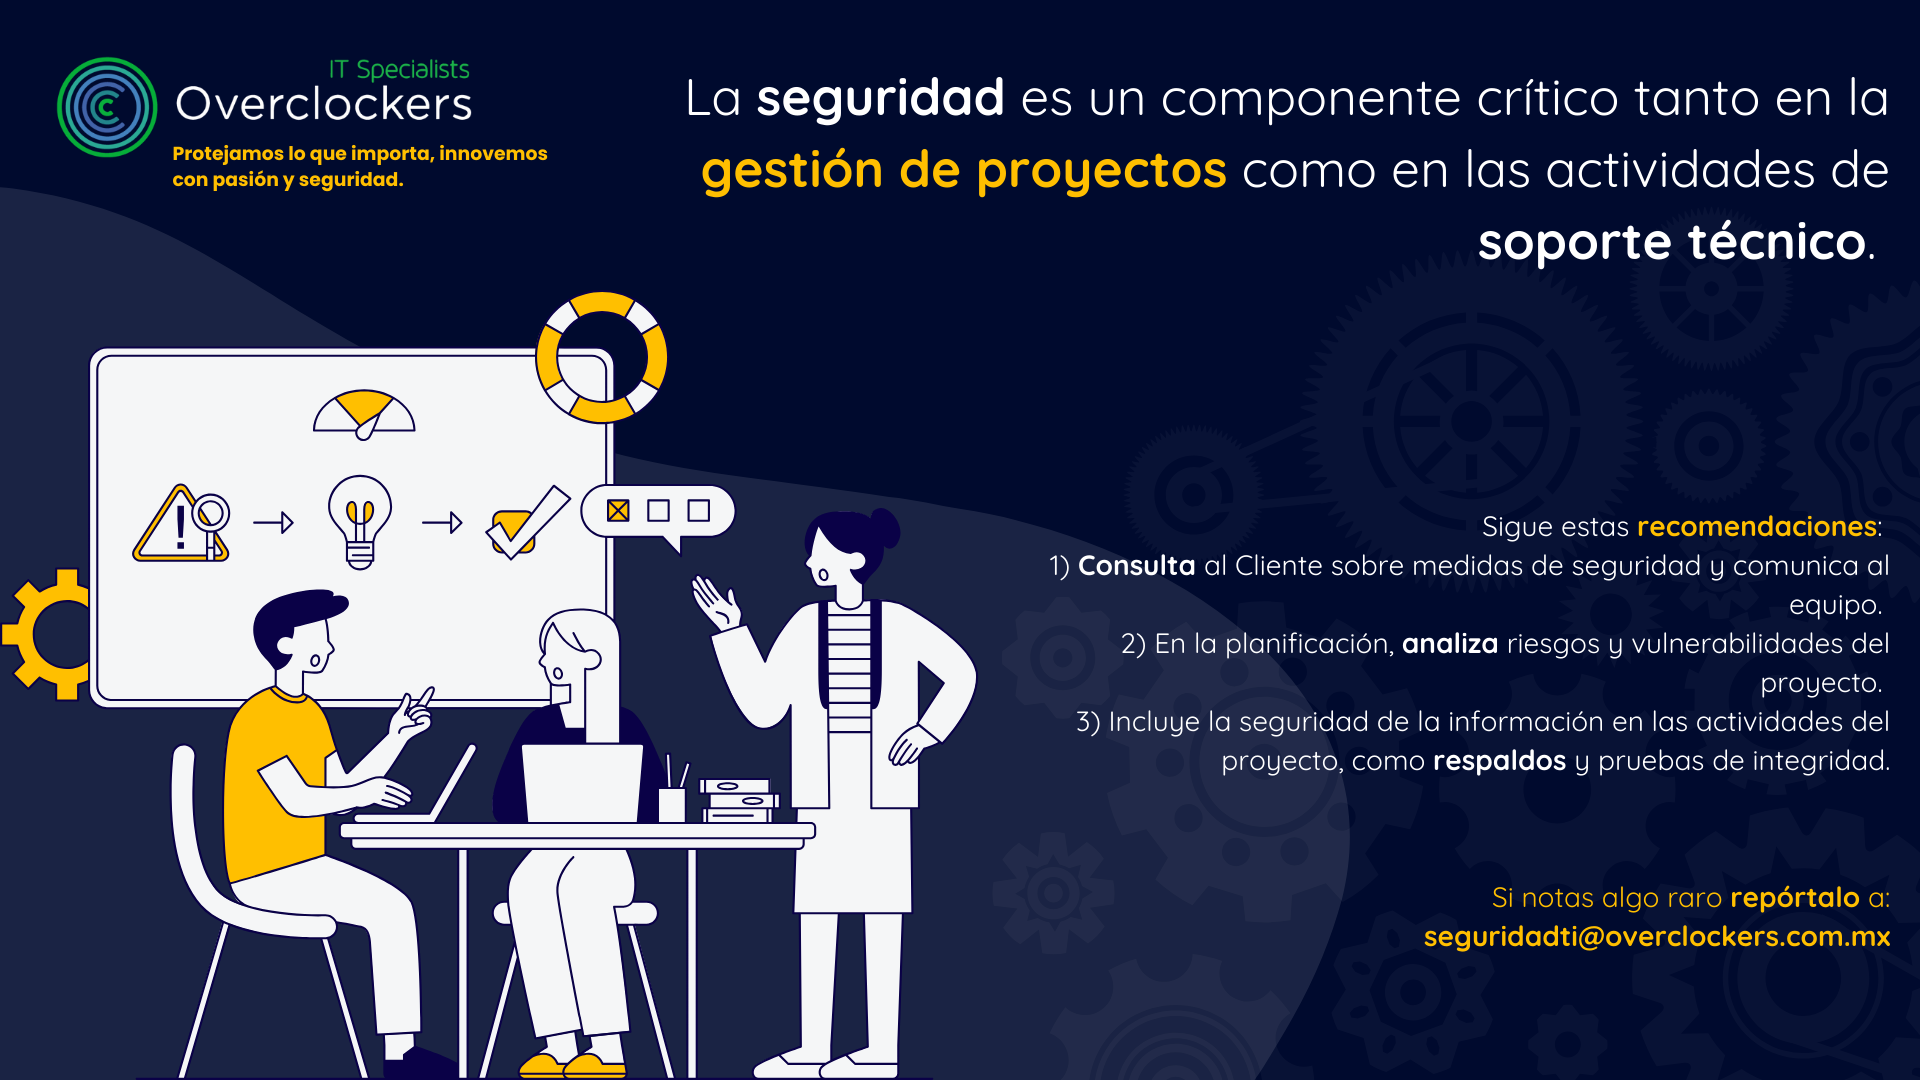 IT Specialists
Overclockers
Protejamos lo que importa, innovemos
con pasión y seguridad.
La seguridad es un componente crítico tanto en la
gestión de proyectos como en las actividades de
soporte técnico.
Sigue estas recomendaciones:
1) Consulta al Cliente sobre medidas de seguridad y comunica al
equipo.
2) En la planificación, analiza riesgos y vulnerabilidades del
proyecto.
3) Incluye la seguridad de la información en las actividades del
proyecto, como respaldos y pruebas de integridad.
Si notas algo raro repórtalo a:
seguridadti@overclockers.com.mx